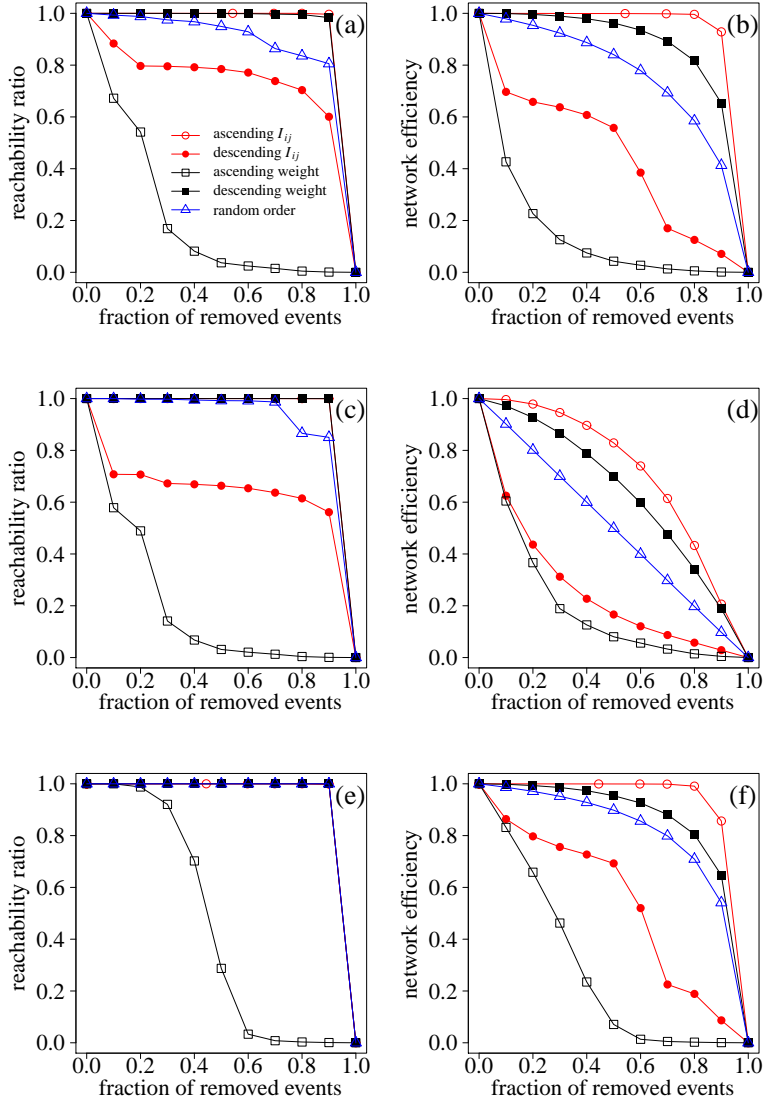 (a)
1.0
0.8
0.6
0.4
0.2
0.0
reachability ratio
ascending I_ij
descending I_ij
ascending weight
descending weight
random order
0.0 0.2 0.4 0.6 0.8 1.0
fraction of removed events
(b)
1.0
0.8
0.6
0.4
0.2
0.0
network efficiency
0.0 0.2 0.4 0.6 0.8 1.0
fraction of removed events
(c)
1.0
0.8
0.6
0.4
0.2
0.0
reachability ratio
0.0 0.2 0.4 0.6 0.8 1.0
fraction of removed events
(d)
1.0
0.8
0.6
0.4
0.2
0.0
network efficiency
0.0 0.2 0.4 0.6 0.8 1.0
fraction of removed events
(e)
1.0
0.8
0.6
0.4
0.2
0.0
reachability ratio
0.0 0.2 0.4 0.6 0.8 1.0
fraction of removed events
(f)
1.0
0.8
0.6
0.4
0.2
0.0
network efficiency
0.0 0.2 0.4 0.6 0.8 1.0
fraction of removed events